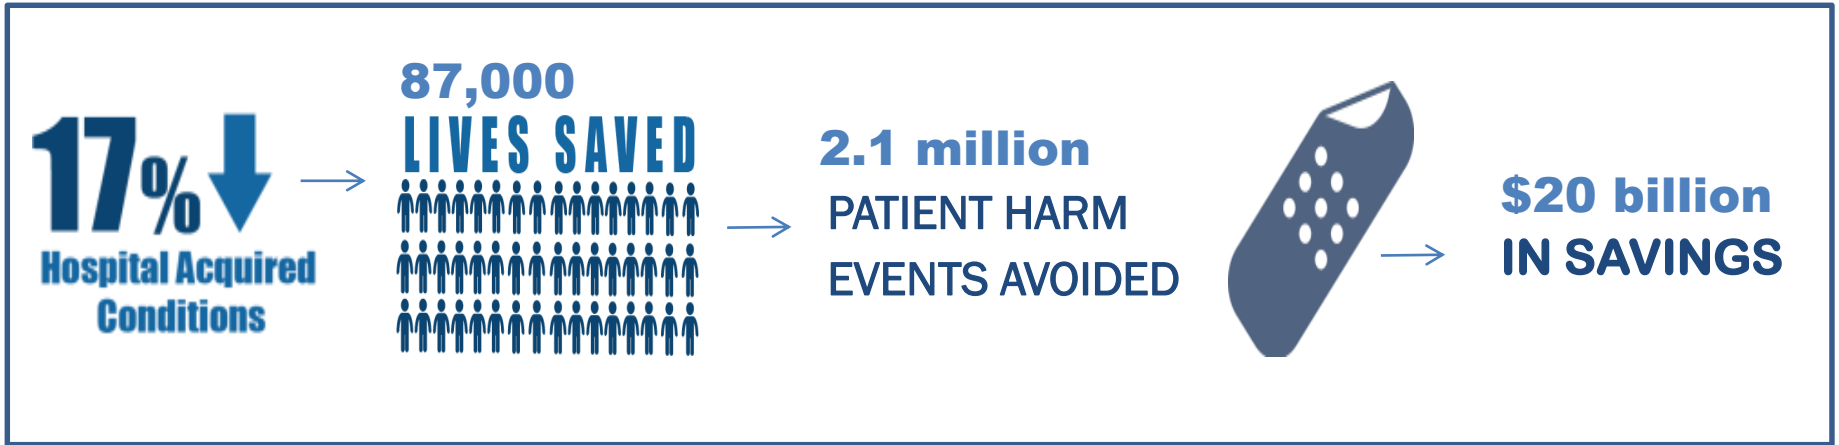 17%
Hospital Acquired
Conditions
87,000
LIVES SAVED
2.1 million
PATIENT HARM
EVENTS AVOIDED
$20 billion
IN SAVINGS